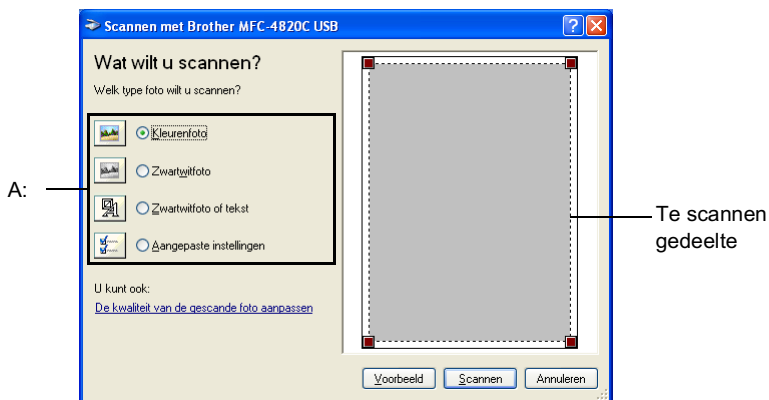 Scannen met Brother MFC-4820C USB
Wat wilt u scannen?
Welk type foto wilt u scannen?
A:
Kleurenfoto
Zwartwitfoto
Zwartwitfoto of tekst
Aangepaste instellingen
U kunt ook:
De kwaliteit van de gescande foto aanpassen
Te scannen
gedeelte
Voorbeeld Scannen Annuleren